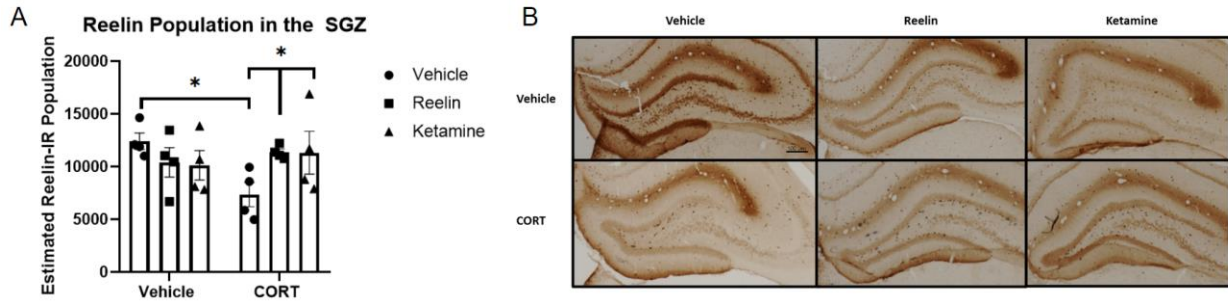 A
Reelin Population in the SGZ
Estimated Reelin-IR Population
20000
15000
10000
5000
0
*
*
Vehicle
CORT
Vehicle
Reelin
Ketamine
B
Vehicle
Reelin
Ketamine
Vehicle
CORT